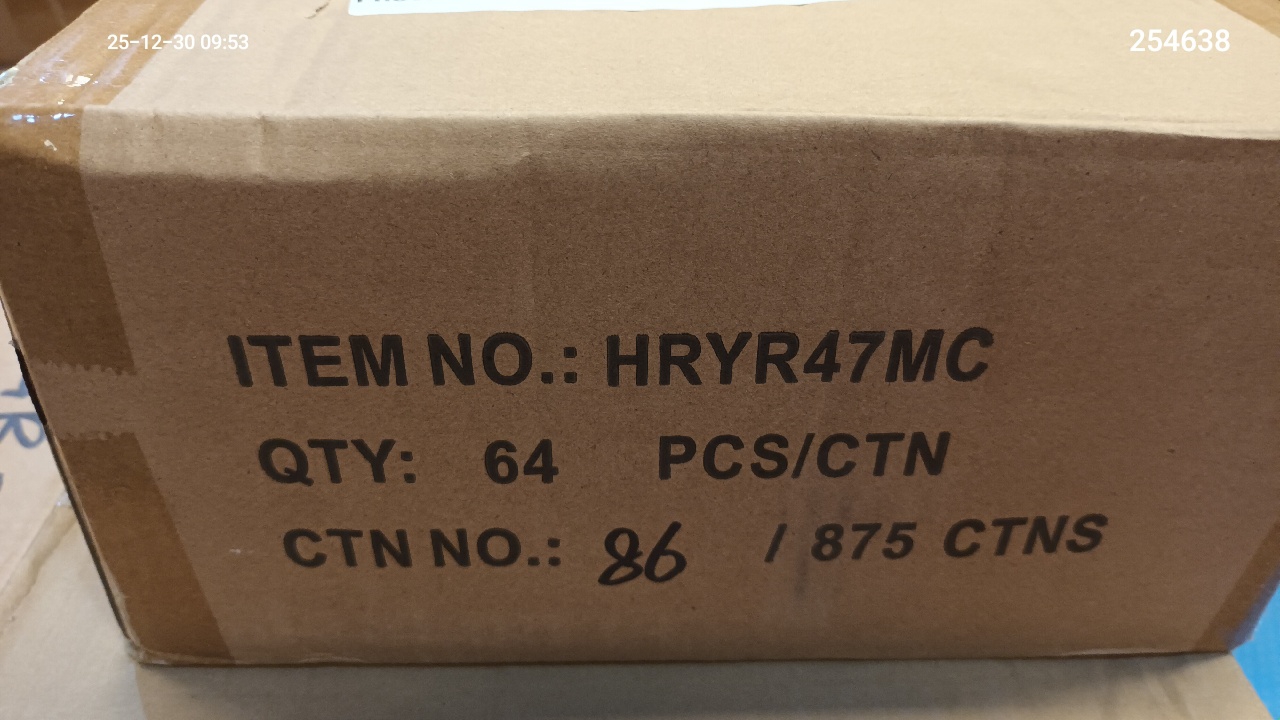 25-12-30 09:53
254638
ITEM NO.: HRYR47MC
QTY: 64 PCS/CTN
CTN NO.: 86 / 875 CTNS